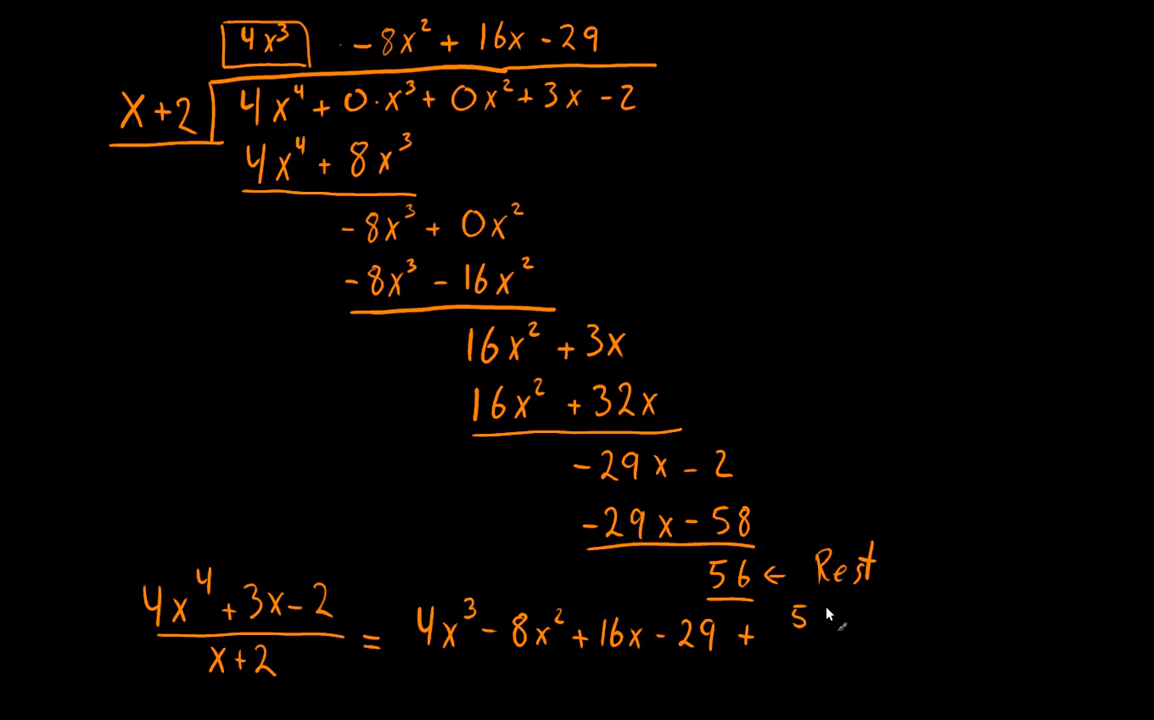 4x³ -8x² + 16x -29
x+2 4x⁴ + 0·x³ + 0x² + 3x -2
4x⁴ + 8x³
-8x³ + 0x²
-8x³ - 16x²
16x² + 3x
16x² + 32x
-29x - 2
-29x - 58
56 ← Rest
4x⁴ + 3x - 2
x+2
= 4x³ - 8x² + 16x - 29 + 5